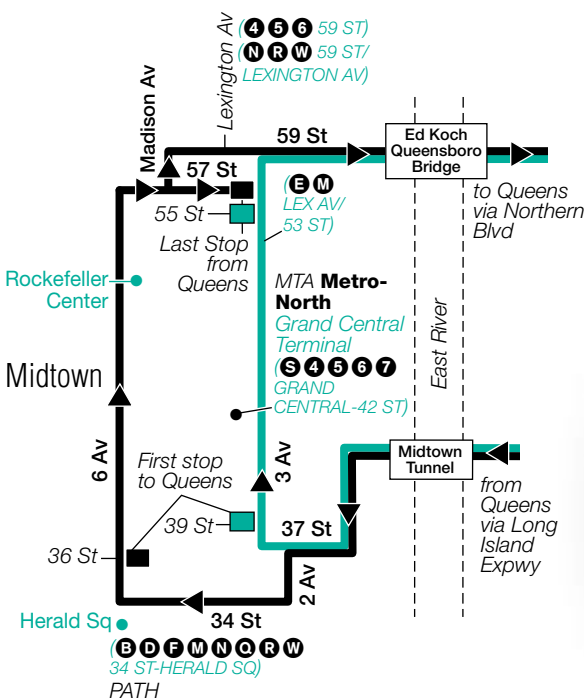 Lexington Av
(4 5 6 59 ST)
(N R W 59 ST/
LEXINGTON AV)
Madison Av
59 St
Ed Koch
Queensboro
Bridge
57 St
55 St
Last Stop
from
Queens
(E M
LEX AV/
53 ST)
to Queens
via Northern
Blvd
Rockefeller
Center
MTA Metro-
North
Grand Central
Terminal
(S 4 5 6 7
GRAND
CENTRAL-42 ST)
East River
Midtown
6 Av
First stop
to Queens
3 Av
Midtown
Tunnel
39 St
37 St
from
Queens
via Long
Island
Expwy
36 St
2 Av
34 St
Herald Sq
(B D F M N Q R W
34 ST-HERALD SQ)
PATH